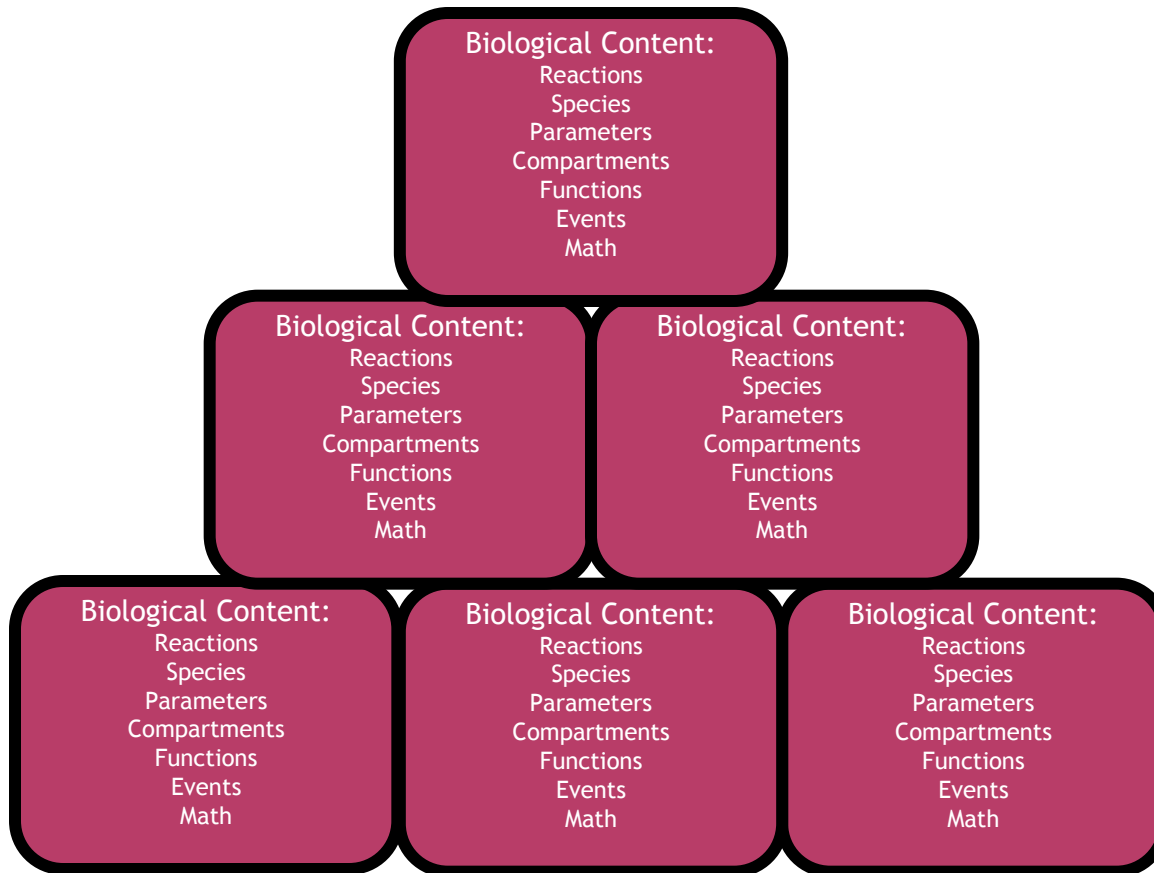 Biological Content:
Reactions
Species
Parameters
Compartments
Functions
Events
Math
Biological Content:
Reactions
Species
Parameters
Compartments
Functions
Events
Math
Biological Content:
Reactions
Species
Parameters
Compartments
Functions
Events
Math
Biological Content:
Reactions
Species
Parameters
Compartments
Functions
Events
Math
Biological Content:
Reactions
Species
Parameters
Compartments
Functions
Events
Math
Biological Content:
Reactions
Species
Parameters
Compartments
Functions
Events
Math